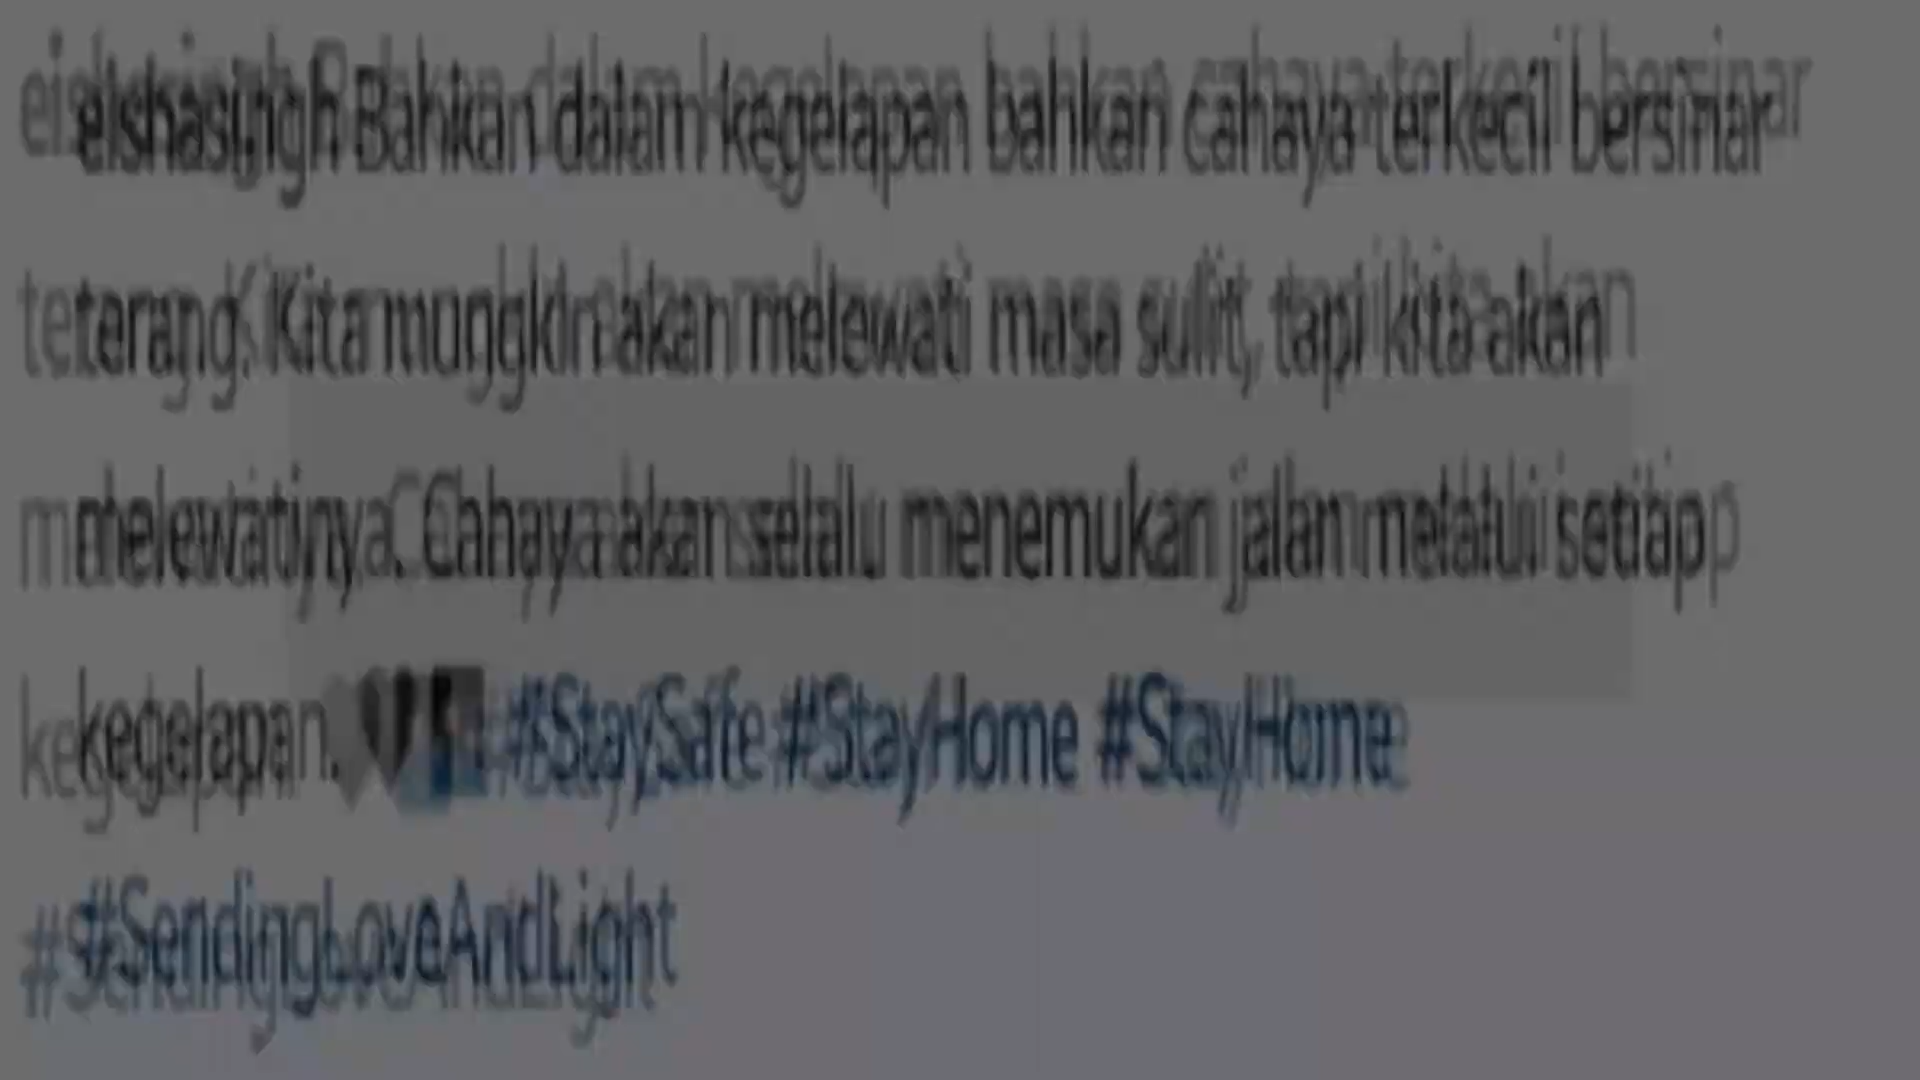 eishasingh Bahkan dalam kegelapan bahkan cahaya terkecil bersinar
terang. Kita mungkin akan melewati masa sulit, tapi kita akan
melewatinya. Cahaya akan selalu menemukan jalan melalui setiap
kegelapan. 🖤 #StaySafe #StayHome #StayHome
#SendingLoveAndLight